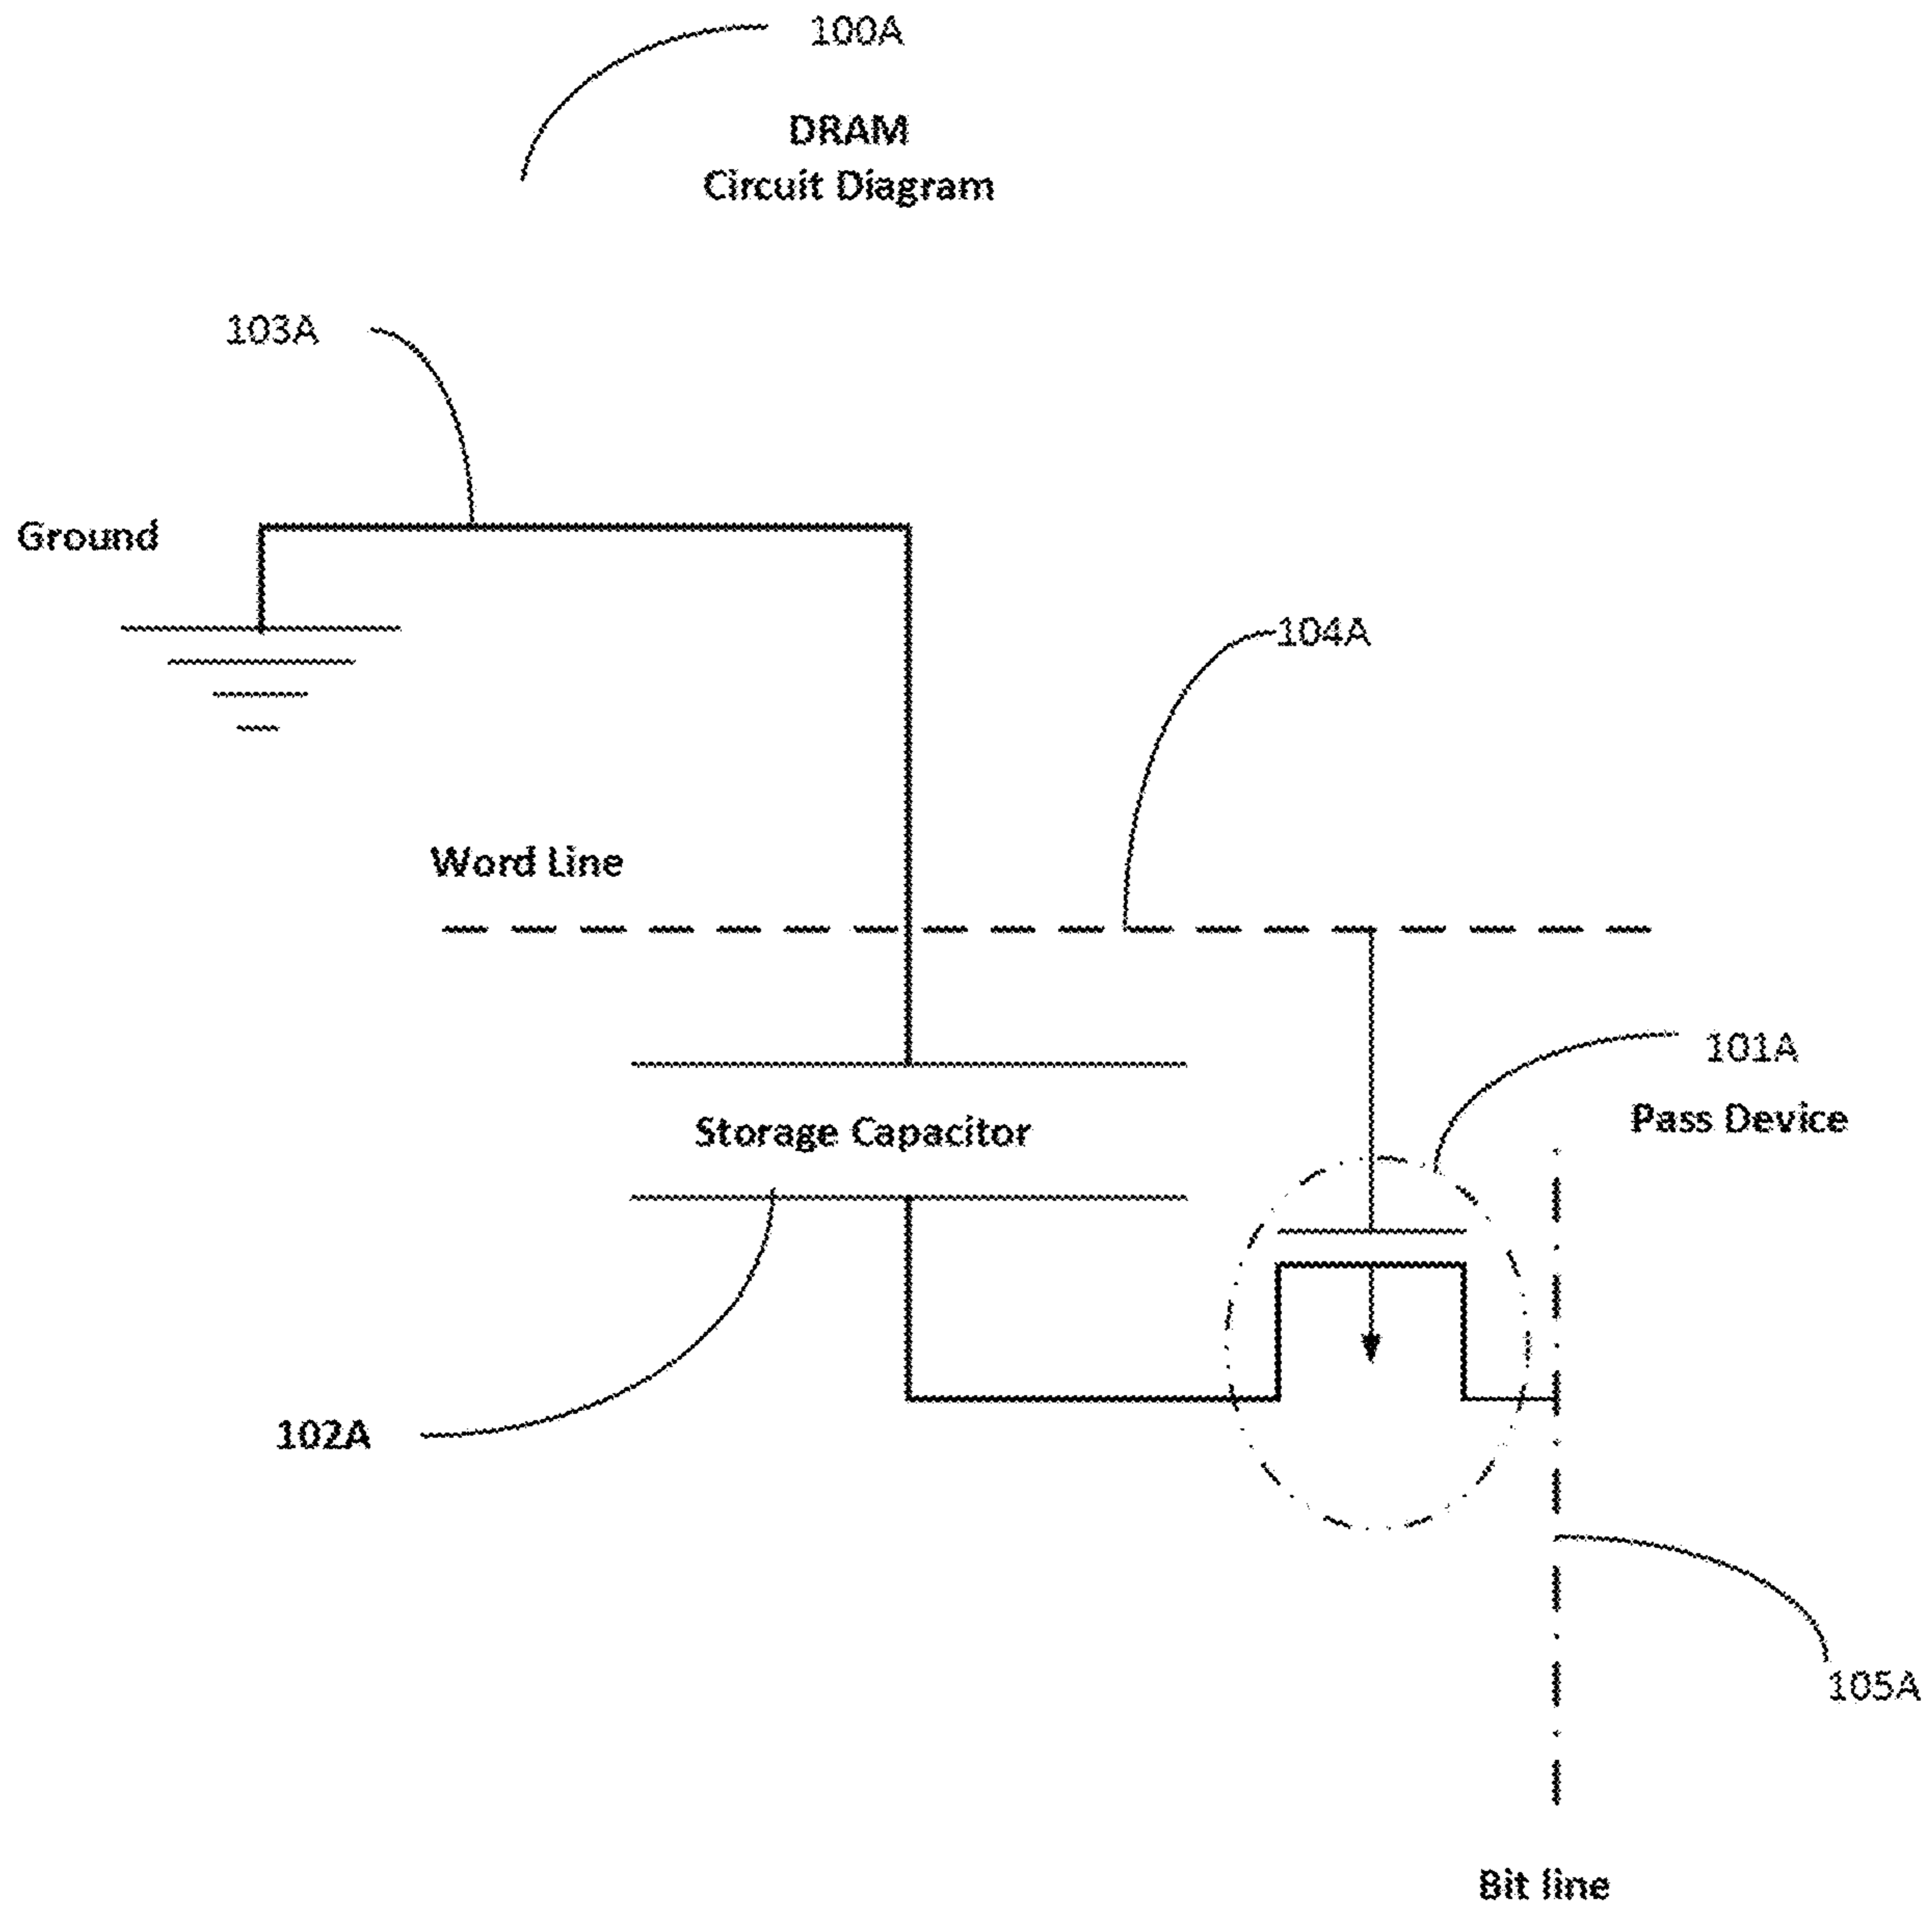 100A
DRAM
Circuit Diagram
103A
Ground
104A
Word Line
101A
Pass Device
Storage Capacitor
102A
105A
Bit line